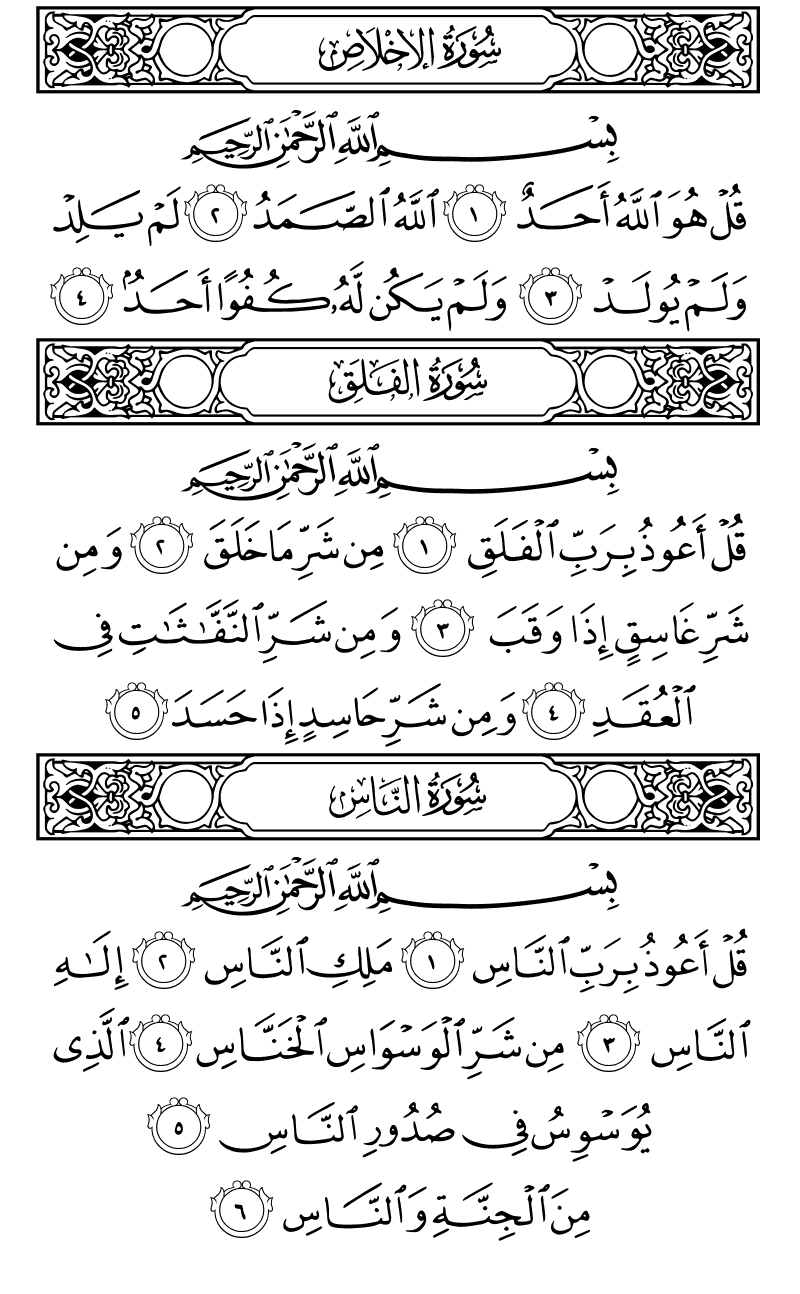 سُورَةُ الإِخْلَاصِ
بِسْمِ ٱللَّهِ ٱلرَّحْمَٰنِ ٱلرَّحِيمِ
قُلْ هُوَ ٱللَّهُ أَحَدٌ ١ ٱللَّهُ ٱلصَّمَدُ ٢ لَمْ يَلِدْ
وَلَمْ يُولَدْ ٣ وَلَمْ يَكُن لَّهُۥ كُفُوًا أَحَدٌۢ ٤
سُورَةُ الفَلَقِ
بِسْمِ ٱللَّهِ ٱلرَّحْمَٰنِ ٱلرَّحِيمِ
قُلْ أَعُوذُ بِرَبِّ ٱلْفَلَقِ ١ مِن شَرِّ مَا خَلَقَ ٢ وَمِن
شَرِّ غَاسِقٍ إِذَا وَقَبَ ٣ وَمِن شَرِّ ٱلنَّفَّٰثَٰتِ فِى
ٱلْعُقَدِ ٤ وَمِن شَرِّ حَاسِدٍ إِذَا حَسَدَ ٥
سُورَةُ النَّاسِ
بِسْمِ ٱللَّهِ ٱلرَّحْمَٰنِ ٱلرَّحِيمِ
قُلْ أَعُوذُ بِرَبِّ ٱلنَّاسِ ١ مَلِكِ ٱلنَّاسِ ٢ إِلَٰهِ
ٱلنَّاسِ ٣ مِن شَرِّ ٱلْوَسْوَاسِ ٱلْخَنَّاسِ ٤ ٱلَّذِى
يُوَسْوِسُ فِى صُدُورِ ٱلنَّاسِ ٥
مِنَ ٱلْجِنَّةِ وَٱلنَّاسِ ٦